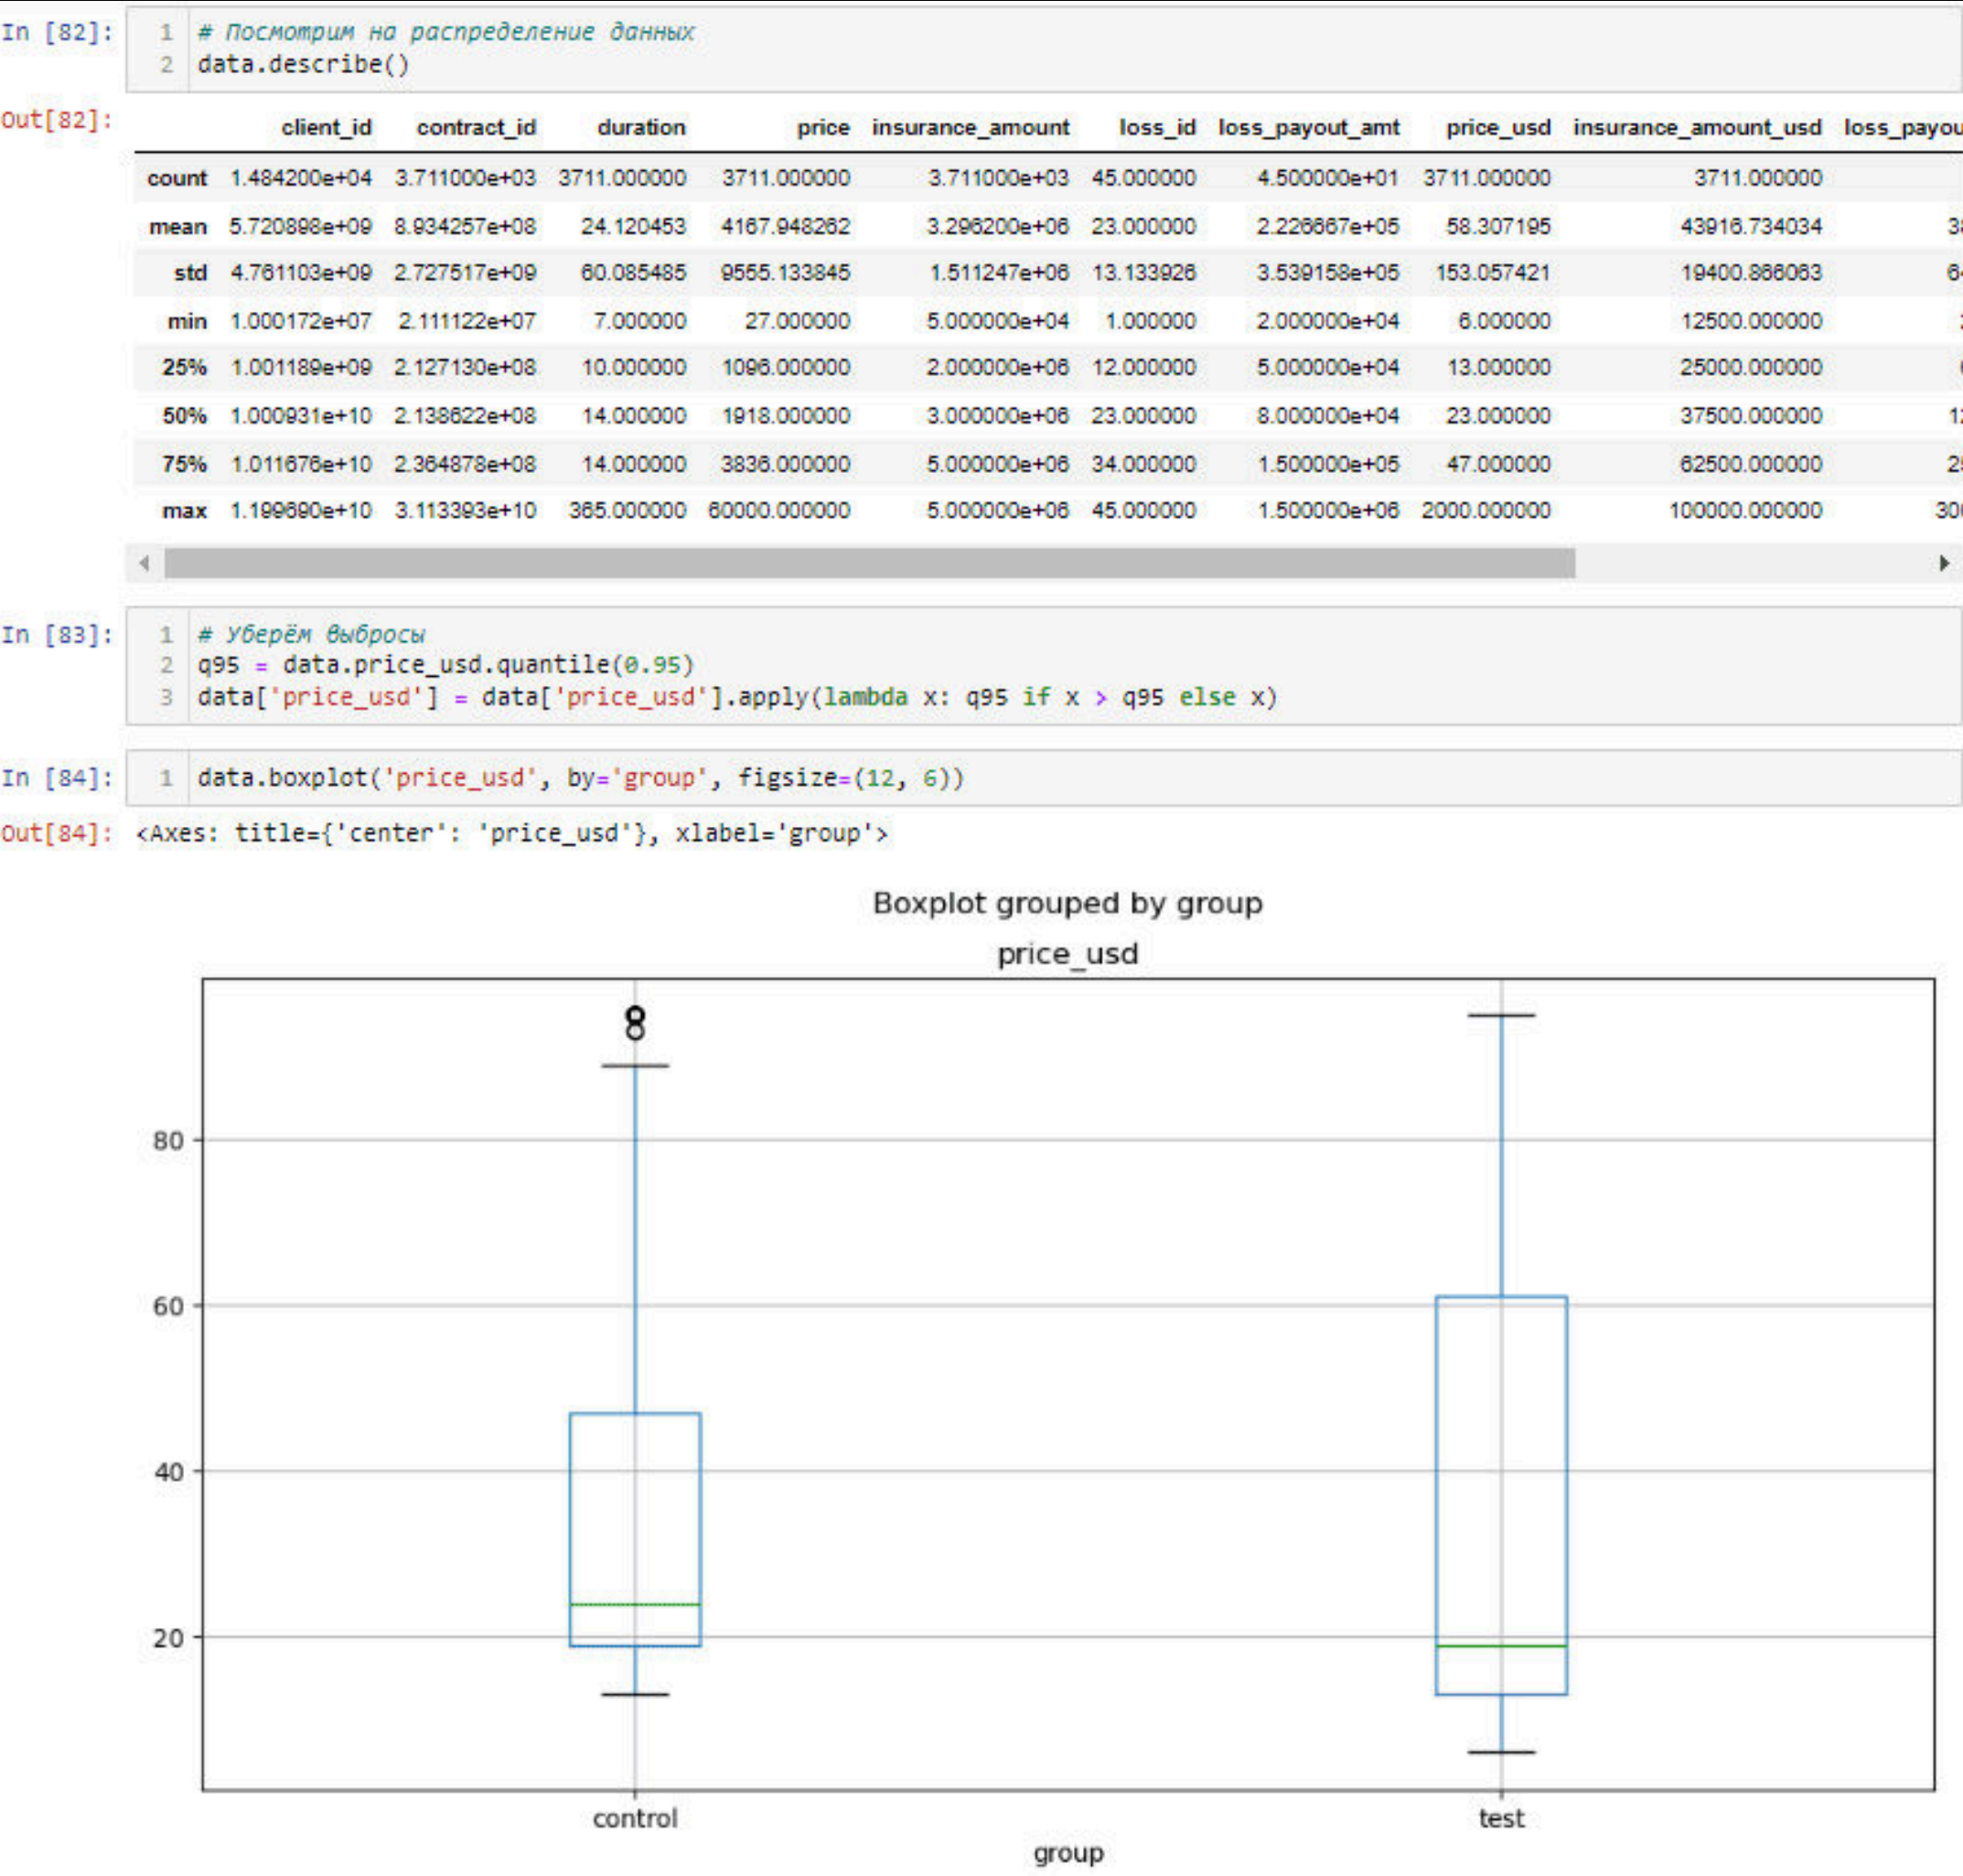 In [82]: 1 # Посмотрим на распределение данных
2 data.describe()
Out[82]: client_id contract_id duration price insurance_amount loss_id loss_payout_amt price_usd insurance_amount_usd loss_payou
count 1.484200e+04 3.711000e+03 3711.000000 3711.000000 3.711000e+03 45.000000 4.500000e+01 3711.000000 3711.000000
mean 5.720898e+09 8.934257e+08 24.120453 4167.948262 3.296200e+06 23.000000 2.226667e+05 58.307195 43916.734034 38
std 4.761103e+09 2.727517e+09 60.085485 9555.133845 1.511247e+06 13.133926 3.539158e+05 153.057421 19400.866063 64
min 1.000172e+07 2.111122e+07 7.000000 27.000000 5.000000e+04 1.000000 2.000000e+04 6.000000 12500.000000
25% 1.001189e+09 2.127130e+08 10.000000 1096.000000 2.000000e+06 12.000000 5.000000e+04 13.000000 25000.000000
50% 1.000931e+10 2.138622e+08 14.000000 1918.000000 3.000000e+06 23.000000 8.000000e+04 23.000000 37500.000000 12
75% 1.011676e+10 2.364878e+08 14.000000 3836.000000 5.000000e+06 34.000000 1.500000e+05 47.000000 62500.000000 25
max 1.199690e+10 3.113393e+10 365.000000 60000.000000 5.000000e+06 45.000000 1.500000e+06 2000.000000 100000.000000 300
In [83]: 1 # Уберём выбросы
2 q95 = data.price_usd.quantile(0.95)
3 data['price_usd'] = data['price_usd'].apply(lambda x: q95 if x > q95 else x)
In [84]: 1 data.boxplot('price_usd', by='group', figsize=(12, 6))
Out[84]: <Axes: title={'center': 'price_usd'}, xlabel='group'>
Boxplot grouped by group
price_usd
80
60
40
20
control test
group